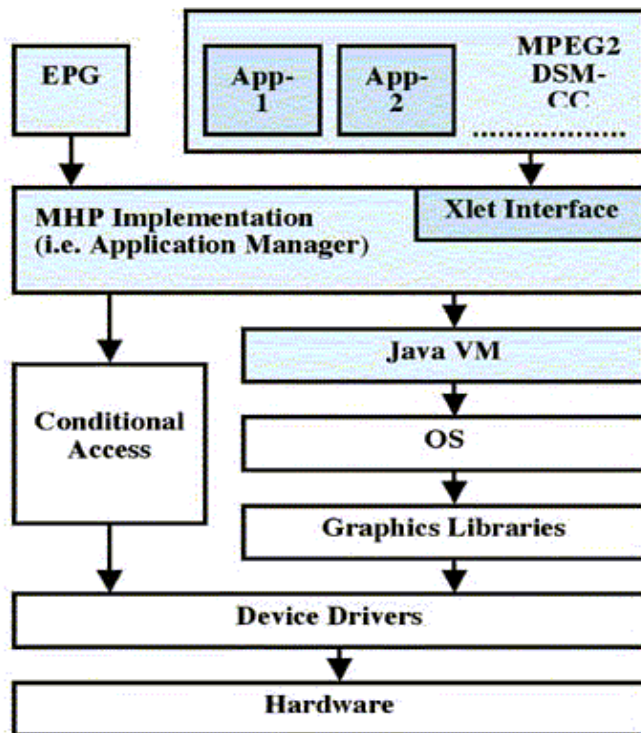 EPG
App-
1
App-
2
MPEG2
DSM-
CC
MHP Implementation
(i.e. Application Manager)
Xlet Interface
Java VM
Conditional
Access
OS
Graphics Libraries
Device Drivers
Hardware